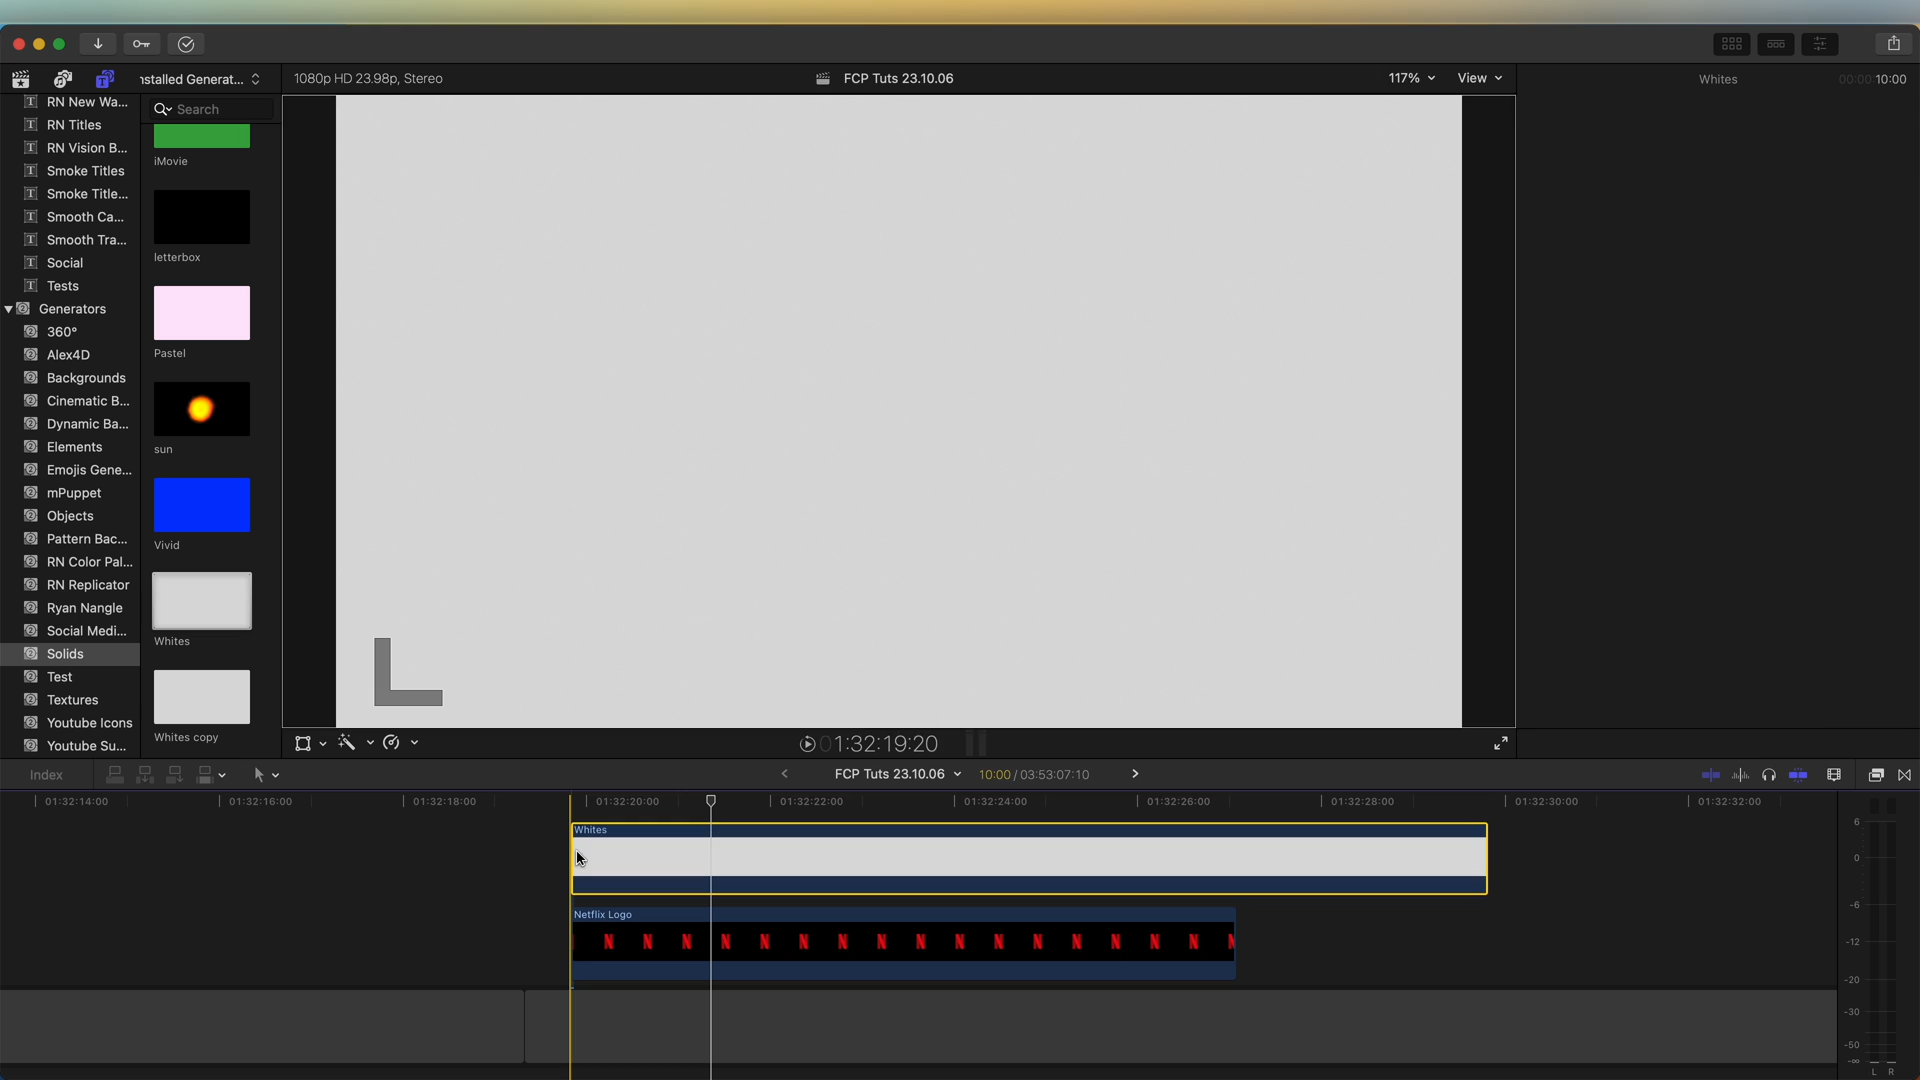 nstalled Generat...
1080p HD 23.98p, Stereo
FCP Tuts 23.10.06
117%
View
Whites
00:00:10:00
RN New Wa...
RN Titles
RN Vision B...
Smoke Titles
Smoke Title...
Smooth Ca...
Smooth Tra...
Social
Tests
Generators
360°
Alex4D
Backgrounds
Cinematic B...
Dynamic Ba...
Elements
Emojis Gene...
mPuppet
Objects
Pattern Bac...
RN Color Pal...
RN Replicator
Ryan Nangle
Social Medi...
Solids
Test
Textures
Youtube Icons
Youtube Su...
Search
iMovie
letterbox
Pastel
sun
Vivid
Whites
Whites copy
01:32:19:20
Index
FCP Tuts 23.10.06
10:00 / 03:53:07:10
01:32:14:00
01:32:16:00
01:32:18:00
01:32:20:00
01:32:22:00
01:32:24:00
01:32:26:00
01:32:28:00
01:32:30:00
01:32:32:00
Whites
Netflix Logo
N N N N N N N N N N N N N N N N N
6
0
-6
-12
-20
-30
-50
-∞
L R